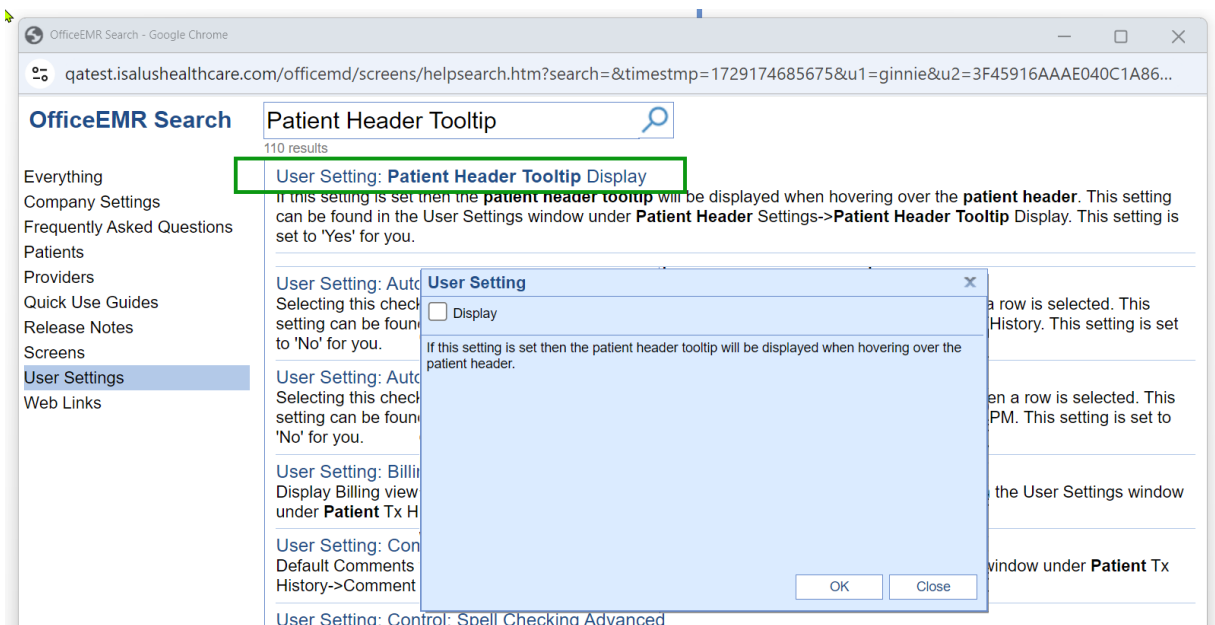 OfficeEMR Search - Google Chrome
qatest.isalushealthcare.com/officemd/screens/helpsearch.htm?search=&timestmp=1729174685675&u1=ginnie&u2=3F45916AAAE040C1A86...
OfficeEMR Search
Patient Header Tooltip
110 results
Everything
Company Settings
Frequently Asked Questions
Patients
Providers
Quick Use Guides
Release Notes
Screens
User Settings
Web Links
User Setting: Patient Header Tooltip Display
If this setting is set then the patient header tooltip will be displayed when hovering over the patient header. This setting
can be found in the User Settings window under Patient Header Settings->Patient Header Tooltip Display. This setting is
set to 'Yes' for you.
User Setting: Auto
Selecting this check a row is selected. This
setting can be foun History. This setting is set
to 'No' for you.
User Setting: Auto
Selecting this check en a row is selected. This
setting can be foun PM. This setting is set to
'No' for you.
User Setting: Billin
Display Billing view the User Settings window
under Patient Tx H
User Setting: Con
Default Comments window under Patient Tx
History->Comment
User Setting: Control: Spell Checking Advanced
User Setting
Display
If this setting is set then the patient header tooltip will be displayed when hovering over the
patient header.
OK
Close